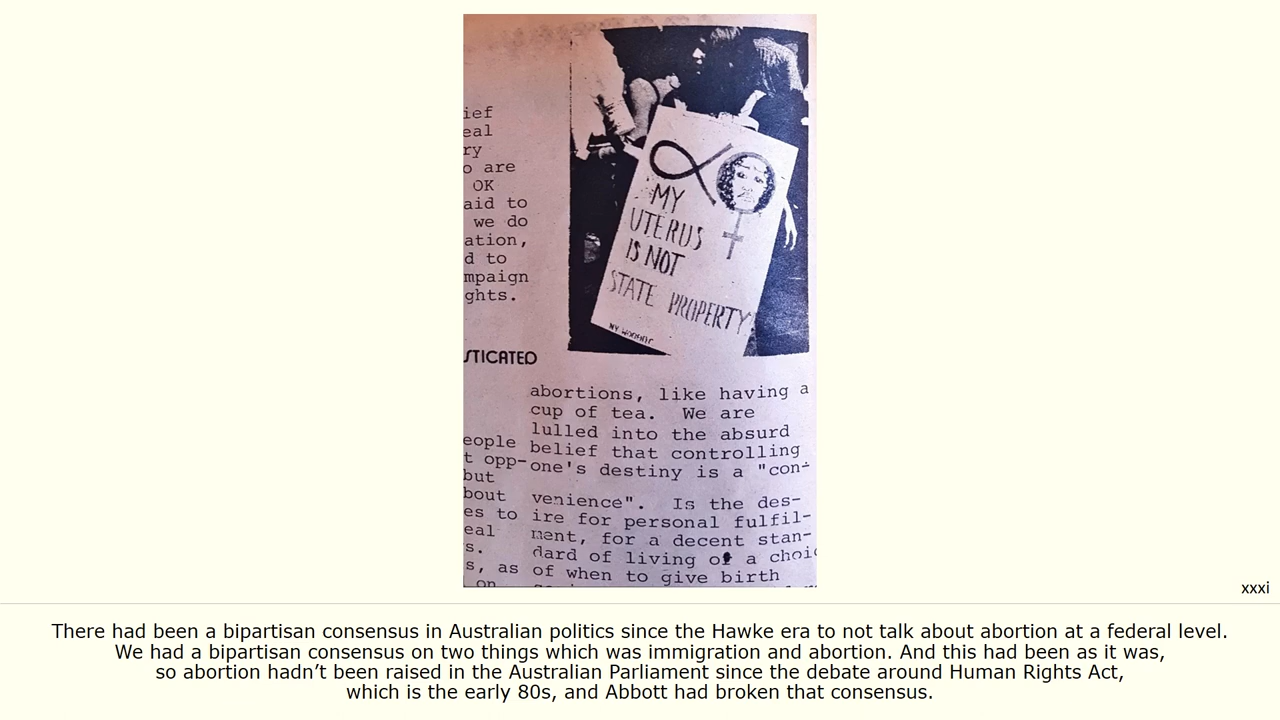 ief
eal
ry
o are
OK
aid to
we do
ation,
d to
mpaign
ghts.
STICATED
eople
t opp-
but
bout
es to
eal
s.
s, as
on
MY
UTERUS
IS NOT
STATE PROPERTY
abortions, like having a
cup of tea. We are
lulled into the absurd
belief that controlling
one's destiny is a "con-
venience". Is the des-
ire for personal fulfil-
ment, for a decent stan-
dard of living of a choic
of when to give birth
xxxi
There had been a bipartisan consensus in Australian politics since the Hawke era to not talk about abortion at a federal level.
We had a bipartisan consensus on two things which was immigration and abortion. And this had been as it was,
so abortion hadn’t been raised in the Australian Parliament since the debate around Human Rights Act,
which is the early 80s, and Abbott had broken that consensus.